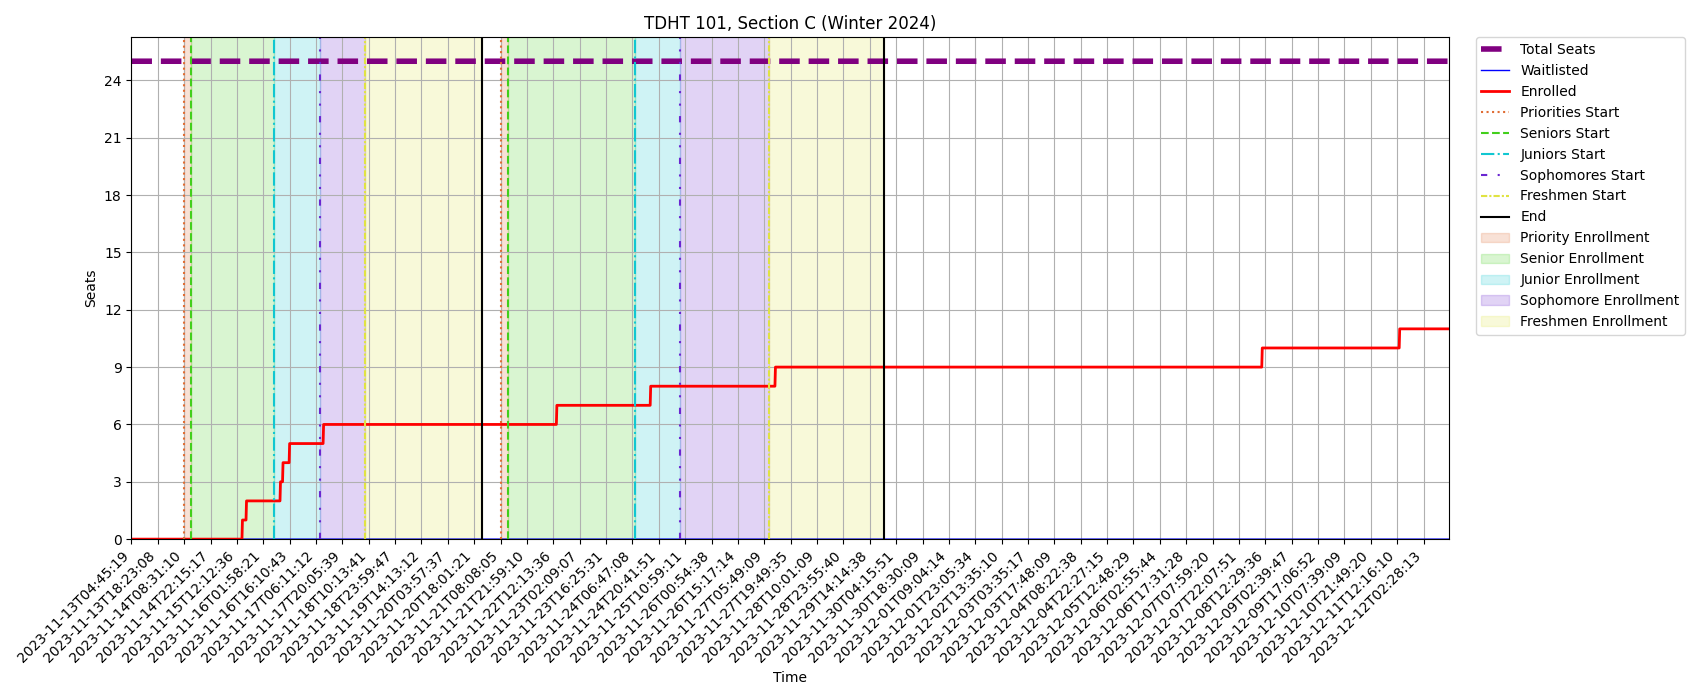 TDHT 101, Section C (Winter 2024)
Seats
24
21
18
15
12
9
6
3
0
2023-11-13T04:45:19
2023-11-13T18:23:08
2023-11-14T08:31:10
2023-11-14T22:15:17
2023-11-15T12:12:36
2023-11-16T01:58:21
2023-11-16T16:10:43
2023-11-17T06:11:12
2023-11-17T20:05:39
2023-11-18T10:13:41
2023-11-18T23:59:47
2023-11-19T14:13:12
2023-11-20T03:57:37
2023-11-20T18:01:21
2023-11-21T08:08:05
2023-11-21T21:59:10
2023-11-22T12:13:36
2023-11-23T02:09:07
2023-11-23T16:25:31
2023-11-24T06:47:08
2023-11-24T20:41:51
2023-11-25T10:59:11
2023-11-26T00:54:38
2023-11-26T15:17:14
2023-11-27T05:49:09
2023-11-27T19:49:35
2023-11-28T10:01:09
2023-11-28T23:55:40
2023-11-29T14:14:38
2023-11-30T04:15:51
2023-11-30T18:30:09
2023-12-01T09:04:14
2023-12-01T23:05:34
2023-12-02T13:35:10
2023-12-03T03:35:17
2023-12-03T17:48:09
2023-12-04T08:22:38
2023-12-04T22:27:15
2023-12-05T12:48:29
2023-12-06T02:55:44
2023-12-06T17:31:28
2023-12-07T07:59:20
2023-12-07T22:07:51
2023-12-08T12:29:36
2023-12-09T02:39:47
2023-12-09T17:06:52
2023-12-10T07:39:09
2023-12-10T21:49:20
2023-12-11T12:16:10
2023-12-12T02:28:13
Time
Total Seats
Waitlisted
Enrolled
Priorities Start
Seniors Start
Juniors Start
Sophomores Start
Freshmen Start
End
Priority Enrollment
Senior Enrollment
Junior Enrollment
Sophomore Enrollment
Freshmen Enrollment